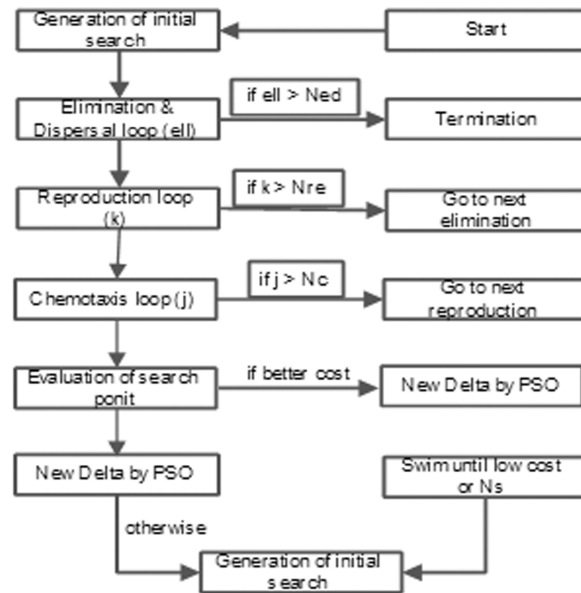 Generation of initial
search
Start
Elimination &
Dispersal loop (ell)
if ell > Ned
Termination
Reproduction loop
(k)
if k > Nre
Go to next
elimination
Chemotaxis loop (j)
if j > Nc
Go to next
reproduction
Evaluation of search
ponit
if better cost
New Delta by PSO
New Delta by PSO
Swim until low cost
or Ns
otherwise
Generation of initial
search